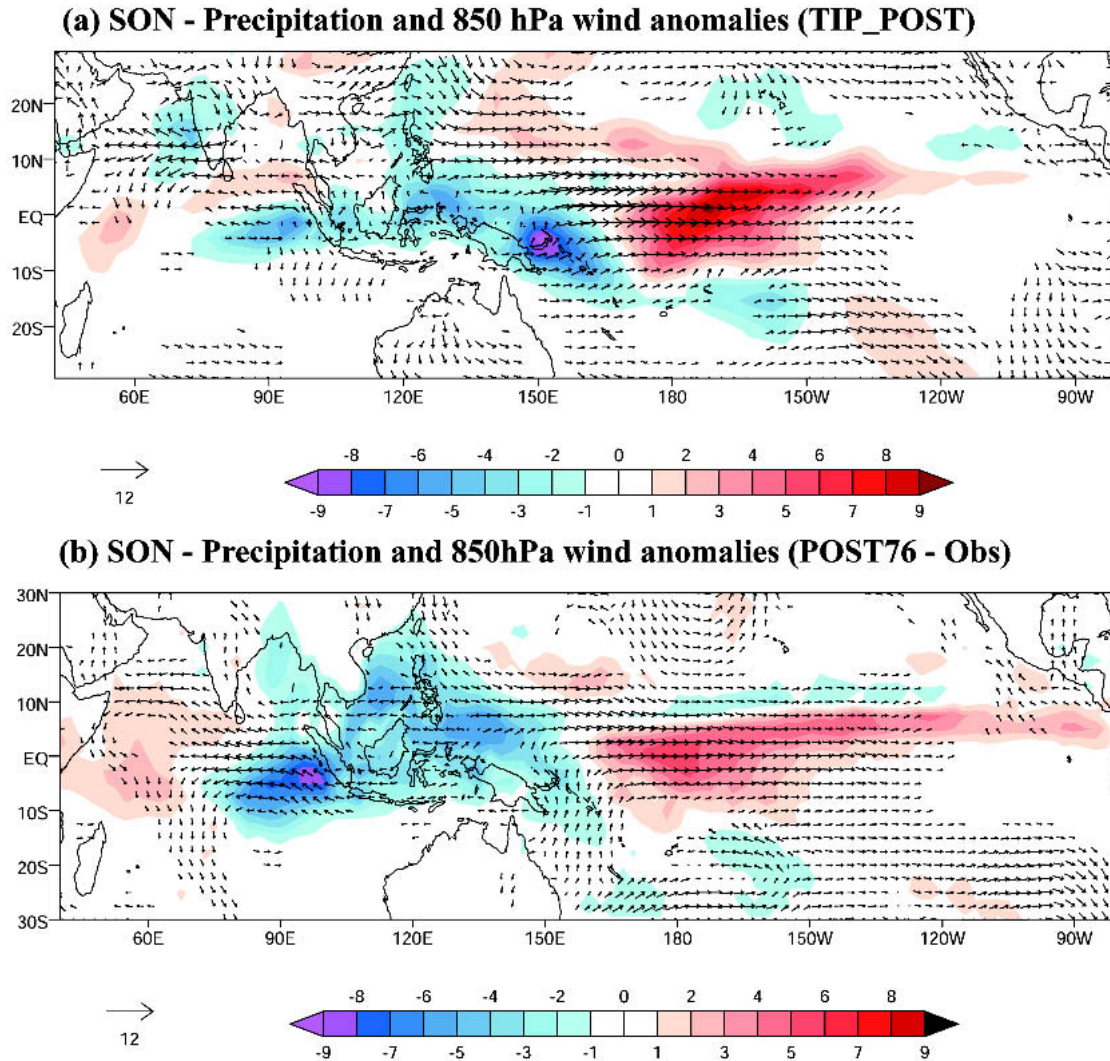 (a) SON - Precipitation and 850 hPa wind anomalies (TIP_POST)
20N
10N
EQ
10S
20S
60E 90E 120E 150E 180 150W 120W 90W
12
-8 -6 -4 -2 0 2 4 6 8
-9 -7 -5 -3 -1 1 3 5 7 9
(b) SON - Precipitation and 850hPa wind anomalies (POST76 - Obs)
30N
20N
10N
EQ
10S
20S
30S
60E 90E 120E 150E 180 150W 120W 90W
12
-8 -6 -4 -2 0 2 4 6 8
-9 -7 -5 -3 -1 1 3 5 7 9